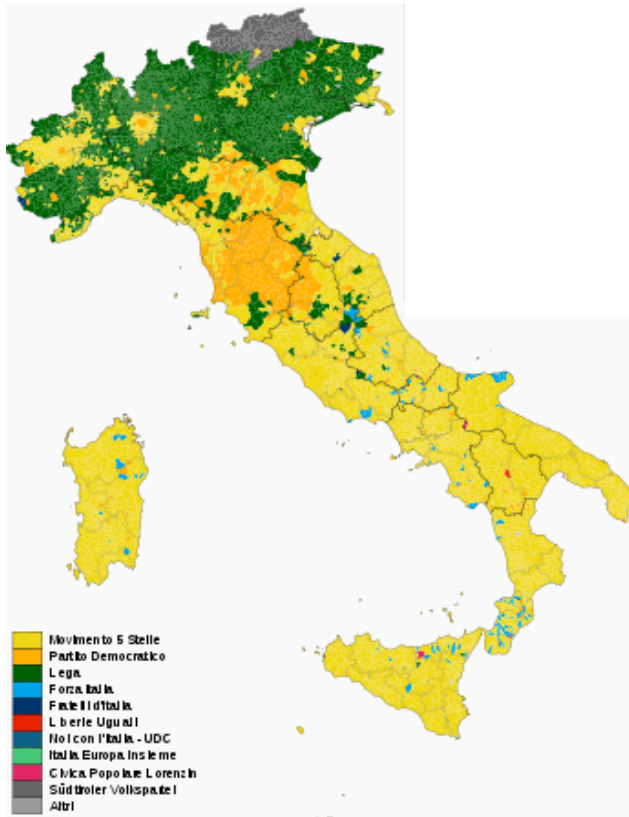 Movimento 5 Stelle
Partito Democratico
Lega
Forza Italia
Fratelli d'Italia
Liberi e Uguali
Noi con l'Italia - UDC
Italia Europa Insieme
Civica Popolare Lorenzin
Südtiroler Volkspartei
Altri